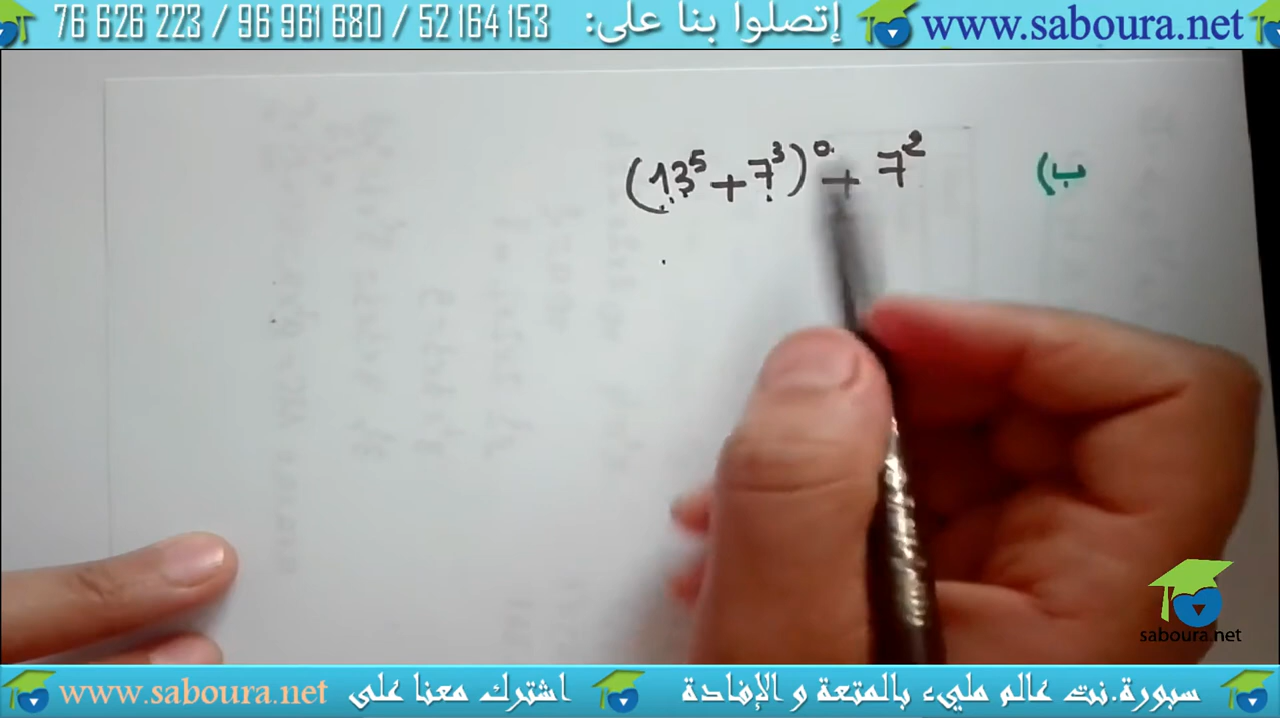 76 626 223 / 96 961 680 / 52 164 153 إتصلوا بنا على: www.saboura.net
(13⁵ + 7³)⁰ + 7² ب)
saboura.net
www.saboura.net اشترك معنا على سبورة.نت عالم مليء بالمتعة و الإفادة